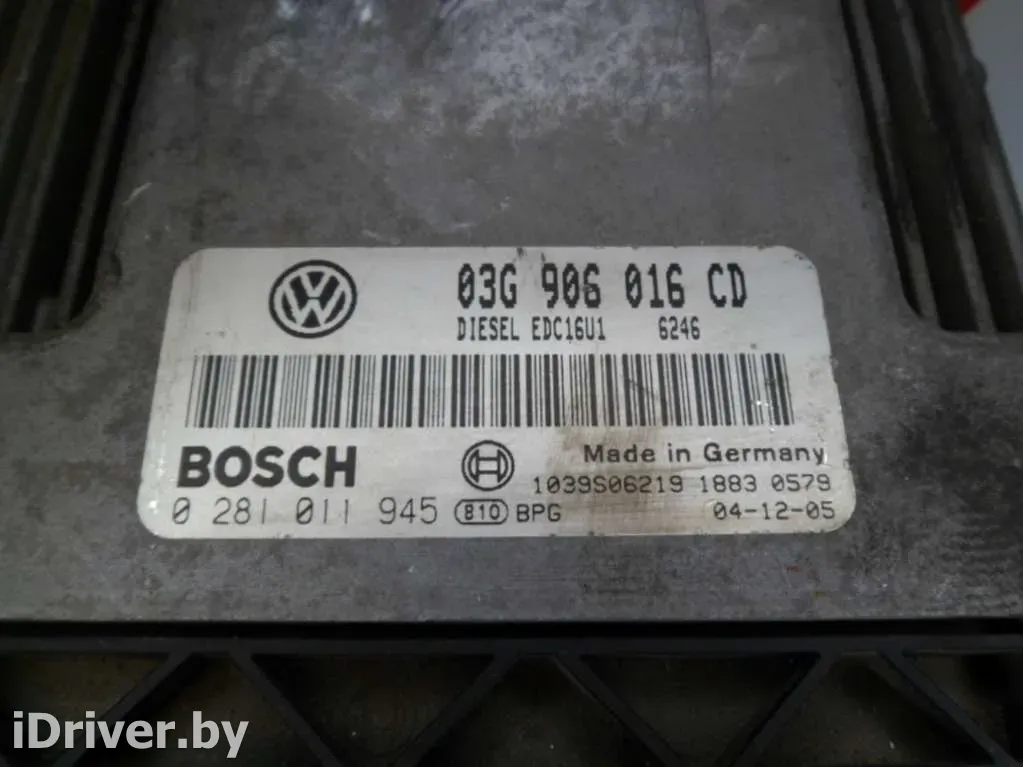 03G 906 016 CD
DIESEL EDC16U1 6246
BOSCH
Made in Germany
1039S06219 1883 0579
0 281 011 945 810 BPG 04-12-05
iDriver.by